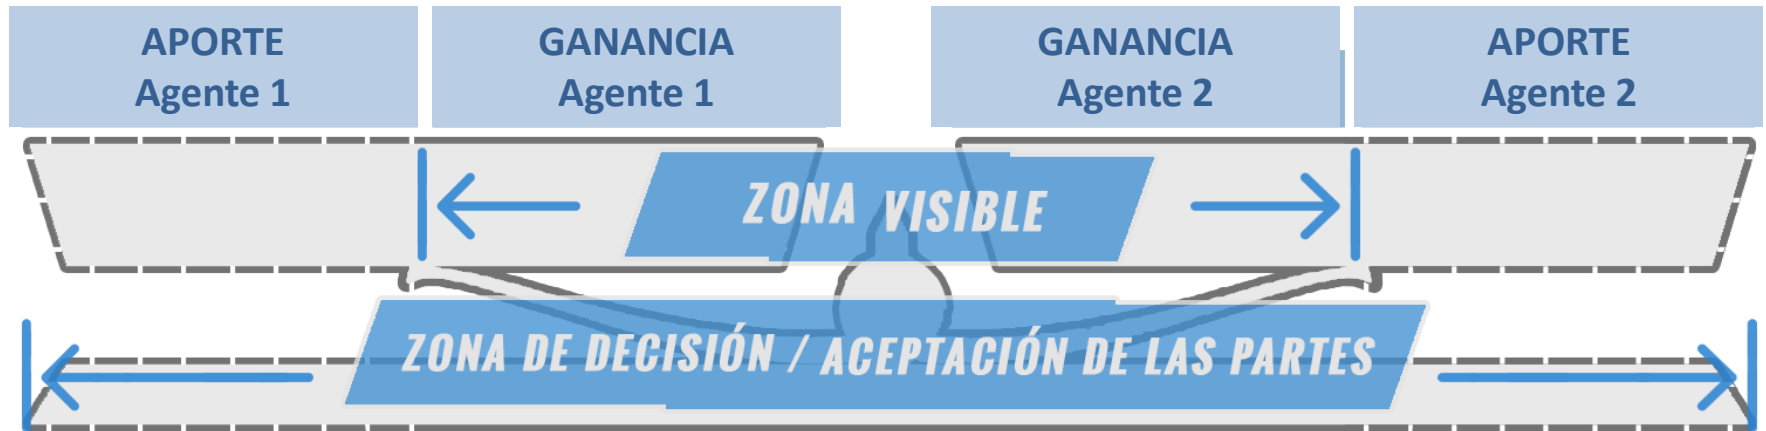 APORTE
Agente 1
GANANCIA
Agente 1
GANANCIA
Agente 2
APORTE
Agente 2
ZONA VISIBLE
ZONA DE DECISIÓN / ACEPTACIÓN DE LAS PARTES